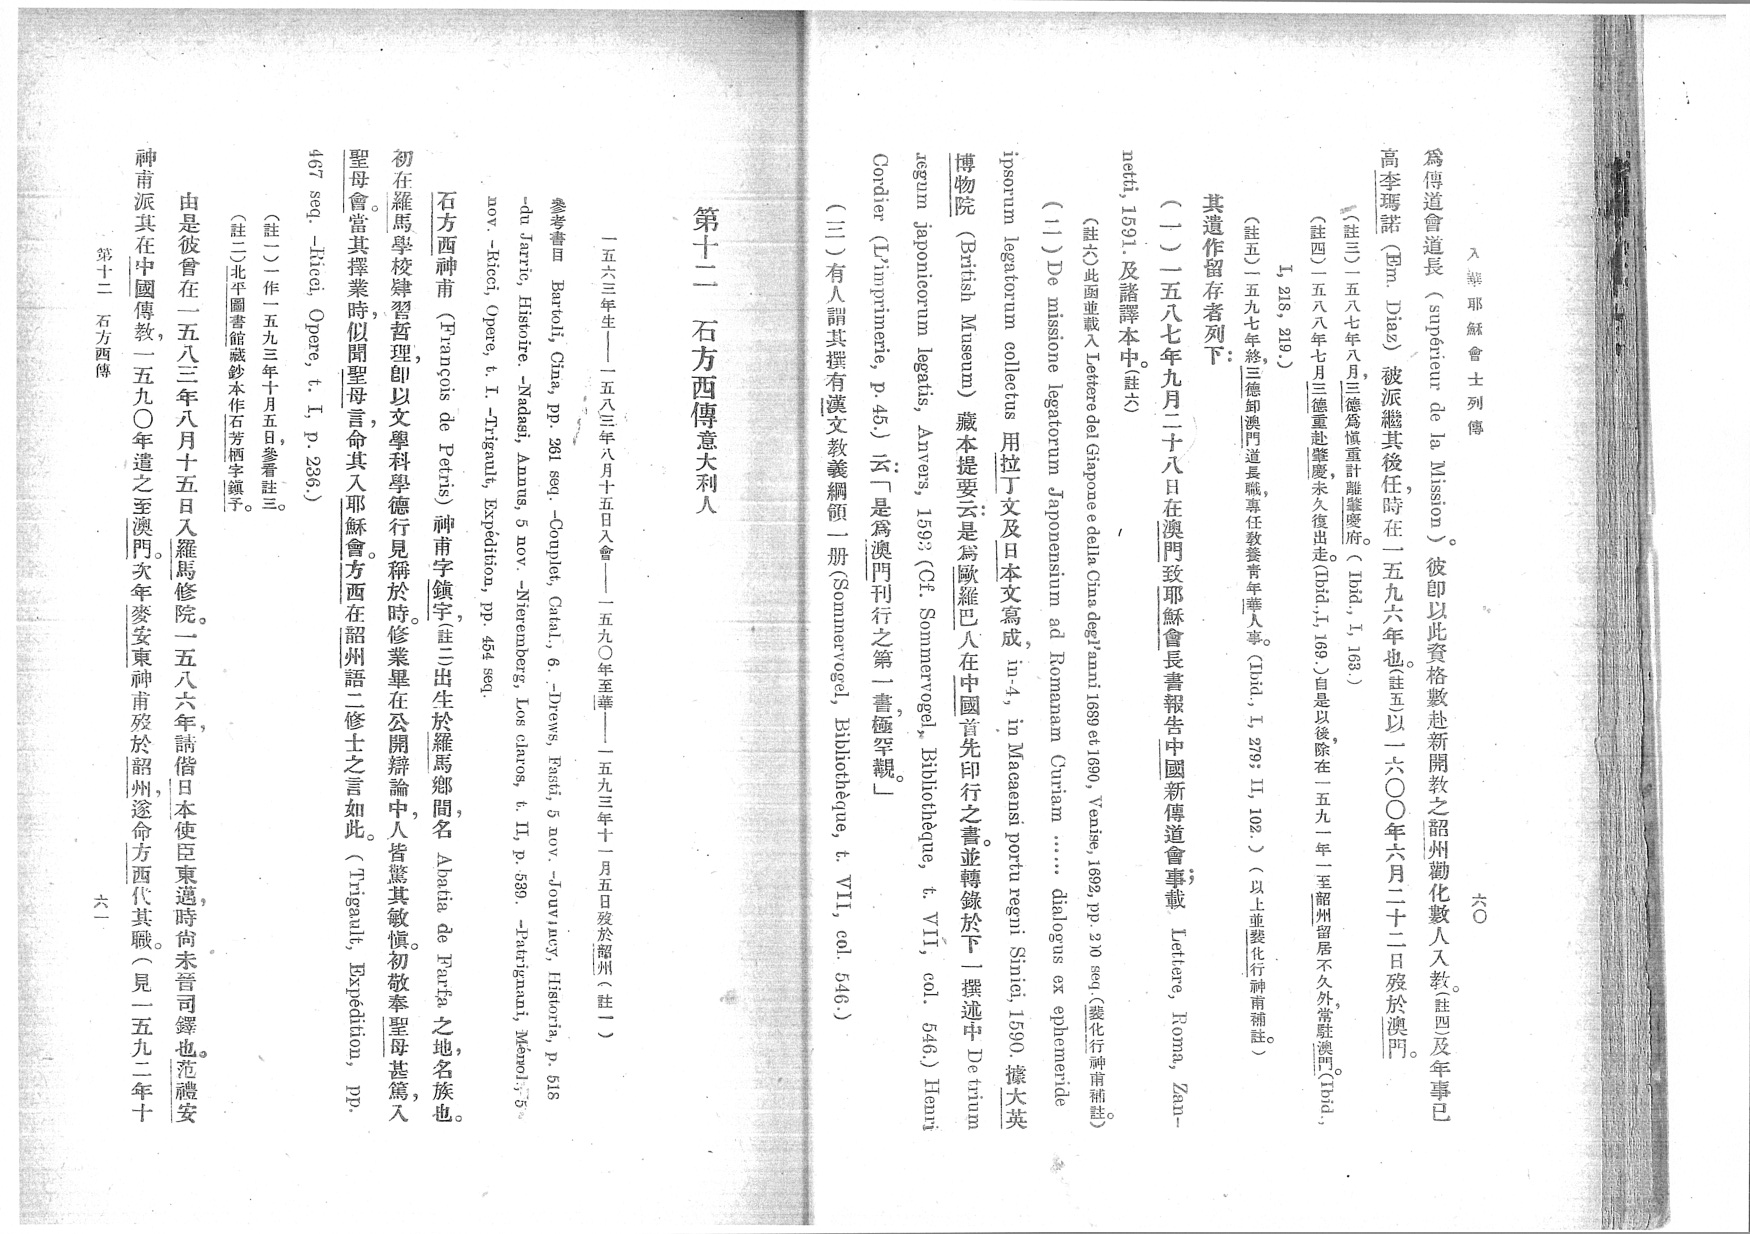 入華耶穌會士列傳
六〇
爲傳道會道長（supérieur de la Mission）。彼卽以此資格數赴新開敎之韶州勸化數人入敎。（註四）及年事已
高李瑪諾（Em. Diaz）被派繼其後任，時在一五九六年也。（註五）以一六〇〇年六月二十二日歿於澳門。
（註三）一五八七年八月，三德爲愼重計離肇慶府。（Ibid., I, 163.）
（註四）一五八八年七月三德重赴肇慶，未久復出走。（Ibid., I, 169.）自是以後，除在一五九一年一至韶州留居不久外，常駐澳門。（Ibid.,
I, 218, 219.）
（註五）一五九七年終，三德卸澳門道長職，專任敎養靑年華人事。（Ibid., I, 279; II, 102.）（以上並裴化行神甫補註。）
其遺作留存者列下：
（一）一五八七年九月二十八日在澳門致耶穌會長書報告中國新傳道會事；載 Lettere, Roma, Zan-
netti, 1591. 及諸譯本中。（註六）
（註六）此函並載入 Lettere del Giapone e della Cina degl'anni 1689 et 1690, Venise, 1692, pp. 200 seq.（裴化行神甫補註。）
（二）De missione legatorum Japonensium ad Romanam Curiam …… dialogus ex ephemeride
ipsorum legatorum collectus 用拉丁文及日本文寫成，in-4, in Macaensi portu regni Sinici, 1590. 據大英
博物院（British Museum）藏本提要云：是爲歐羅巴人在中國首先印行之書。並轉錄於下一撰述中 De trium
regum japonicorum legatis, Anvers, 1593 (Cf. Sommervogel, Bibliothèque, t. VII, col. 546.) Henri
Cordier (L'imprimerie, p. 45.) 云：「是爲澳門刊行之第一書，極罕覯。」
（三）有人謂其撰有漢文敎義綱領一册（Sommervogel, Bibliothèque, t. VII, col. 546.）
第十二　石方西傳意大利人
一五六三年生——一五八三年八月十五日入會——一五九〇年至華——一五九三年十一月五日歿於韶州（註一）
參考書目　Bartoli, Cina, pp. 261 seq. -Couplet, Catal., 6. -Drews, Fasti, 5 nov. -Jouvency, Historia, p. 518
-du Jarric, Histoire. -Nadasi, Annus, 5 nov. -Nieremberg, Los claros, t. II, p. 539. -Patrignani, Ménol., 5
nov. -Ricci, Opere, t. I. -Trigault, Expédition, pp. 454 seq.
石方西神甫（François de Petris）神甫字鎮宇，（註二）出生於羅馬鄉間，名 Abatia de Farfa 之地，名族也。
初在羅馬學校肄習哲理，卽以文學科學德行見稱於時。修業畢在公開辯論中，人皆驚其敏愼。初敬奉聖母甚篤，入
聖母會。當其擇業時，似聞聖母言，命其入耶穌會。方西在韶州語二修士之言如此。（Trigault, Expédition, pp.
467 seq. -Ricci, Opere, t. I, p. 236.）
（註一）一作一五九三年十月五日，參看註三。
（註二）北平圖書館藏鈔本作石芳栖字鎮予。
由是彼曾在一五八三年八月十五日入羅馬修院。一五八六年，請偕日本使臣東邁，時尙未晉司鐸也。范禮安
神甫派其在中國傳敎，一五九〇年遣之至澳門。次年麥安東神甫歿於韶州，遂命方西代其職。（見一五九二年十
第十二　石方西傳
六一